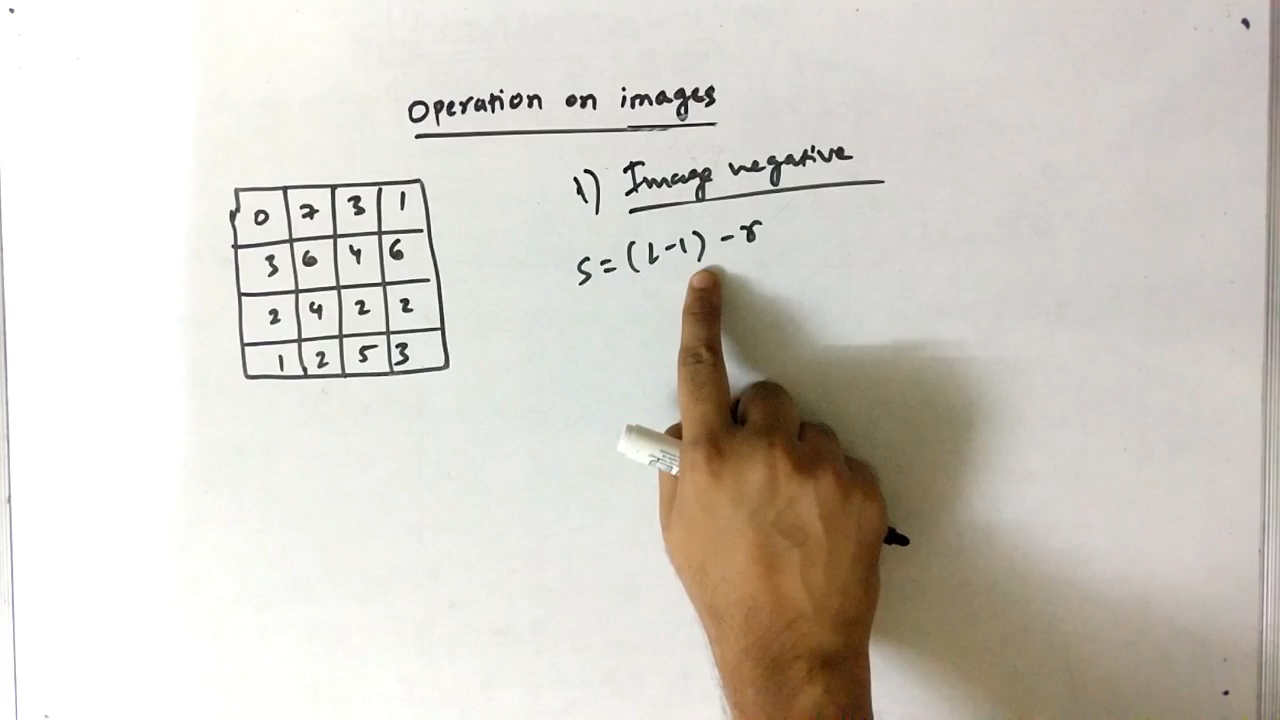 Operation on images
1) Image negative
S = (L-1) - r
0 7 3 1
3 6 4 6
2 4 2 2
1 2 5 3